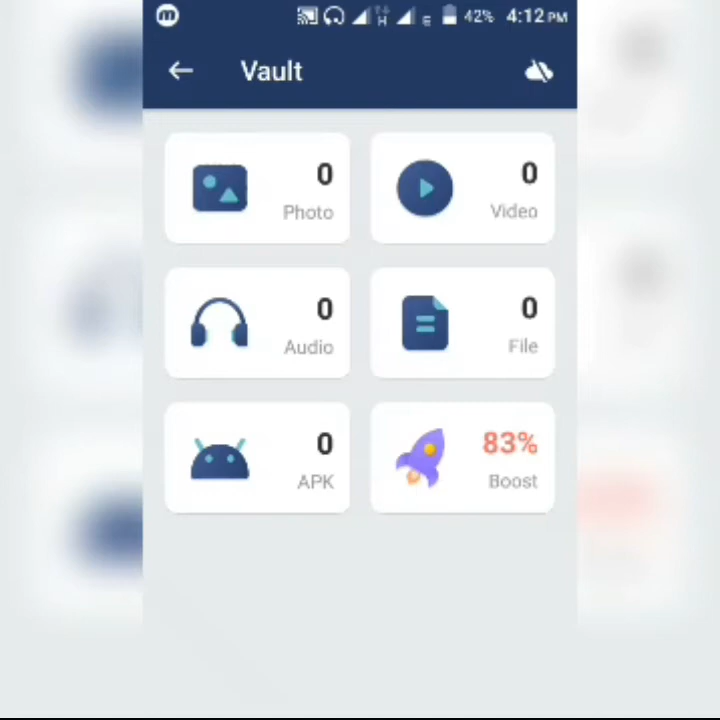 m H E 42% 4:12 PM
Vault
0
Photo
0
Video
0
Audio
0
File
0
APK
83%
Boost